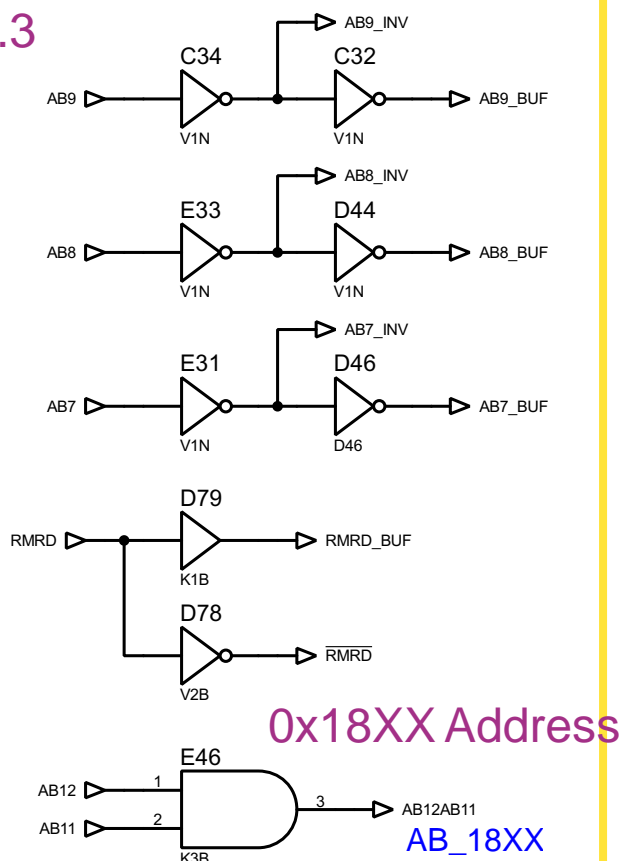 .3
AB9_INV
C34
C32
AB9
AB9_BUF
V1N
V1N
AB8_INV
E33
D44
AB8
AB8_BUF
V1N
V1N
AB7_INV
E31
D46
AB7
AB7_BUF
V1N
D46
D79
RMRD
RMRD_BUF
K1B
D78
RMRD
V2B
0x18XX Address
E46
AB12
1
3
AB12AB11
AB11
2
AB_18XX
K3B